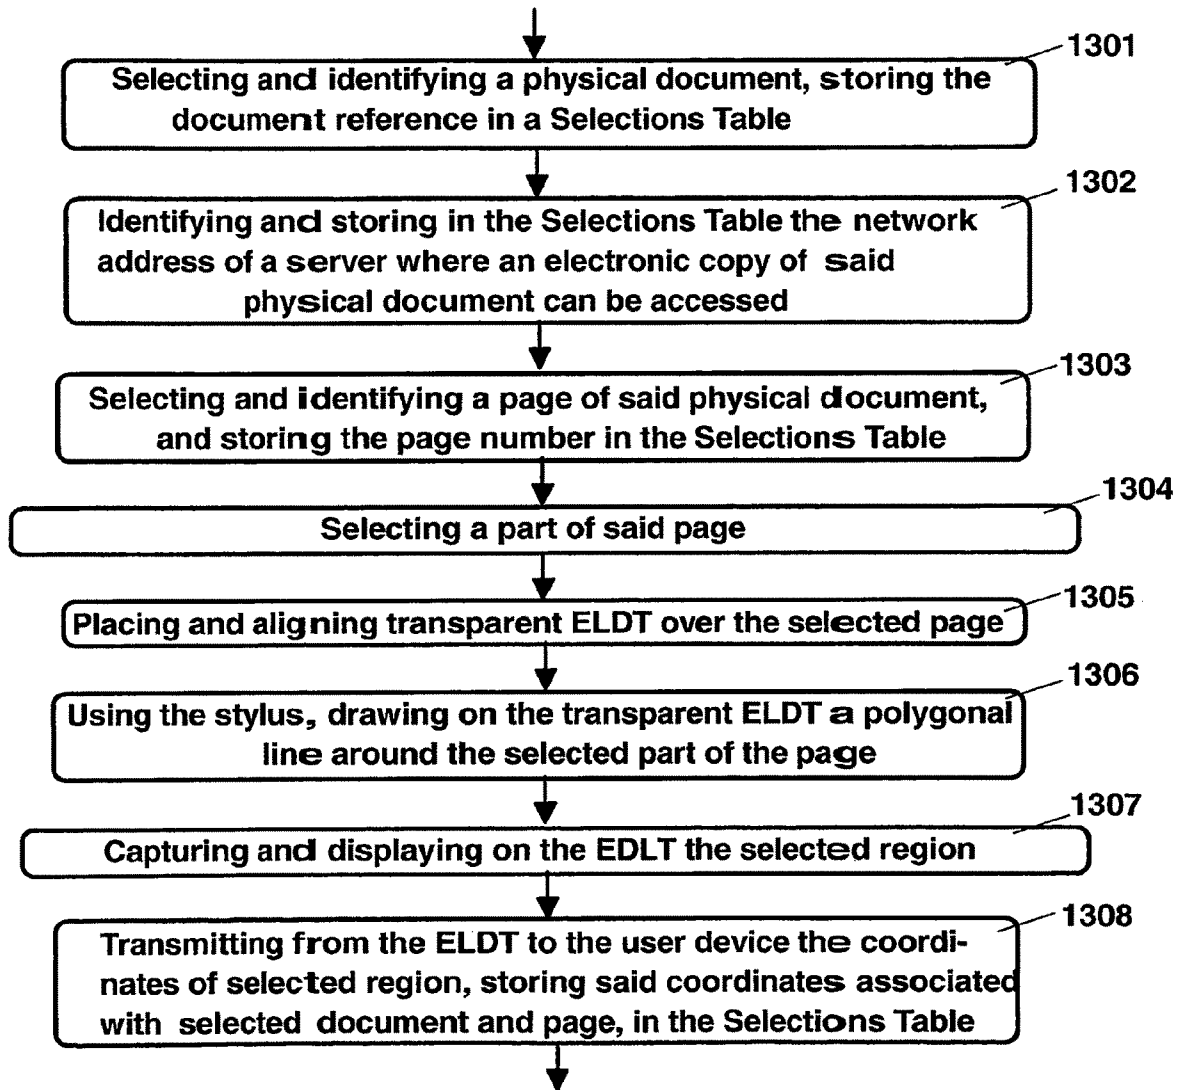 1301
Selecting and identifying a physical document, storing the
document reference in a Selections Table
1302
Identifying and storing in the Selections Table the network
address of a server where an electronic copy of said
physical document can be accessed
1303
Selecting and identifying a page of said physical document,
and storing the page number in the Selections Table
1304
Selecting a part of said page
1305
Placing and aligning transparent ELDT over the selected page
1306
Using the stylus, drawing on the transparent ELDT a polygonal
line around the selected part of the page
1307
Capturing and displaying on the EDLT the selected region
1308
Transmitting from the ELDT to the user device the coordi-
nates of selected region, storing said coordinates associated
with selected document and page, in the Selections Table